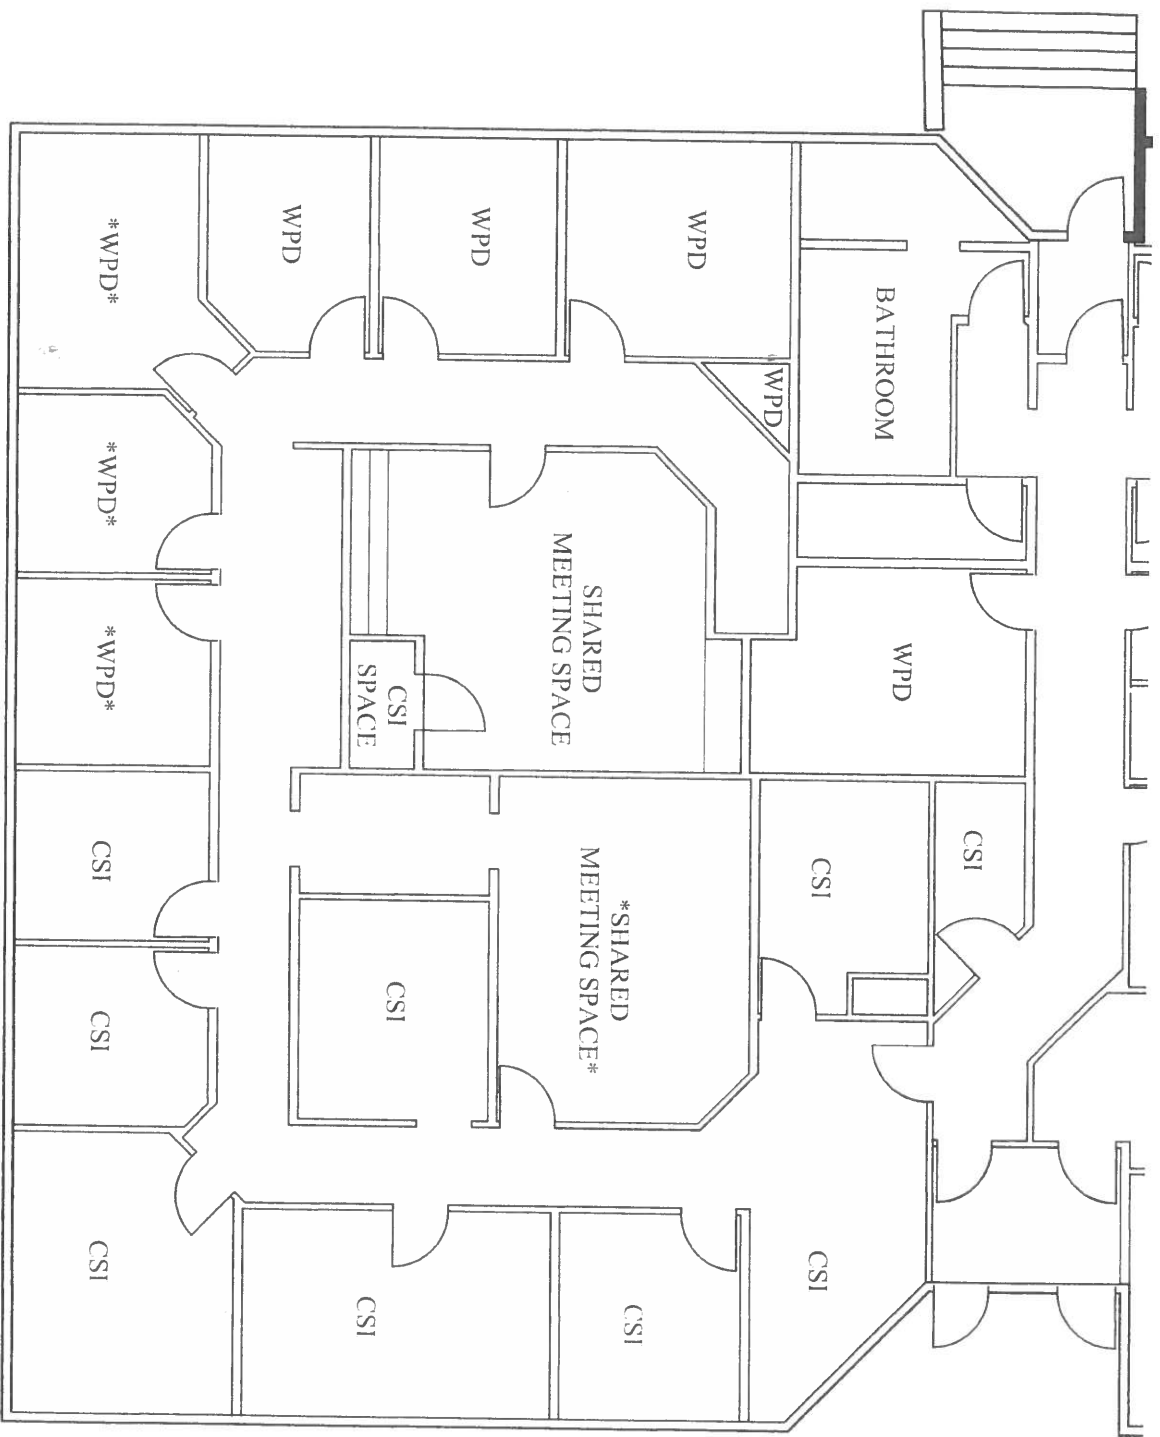 CSI
BATHROOM
WPD
CSI
CSI
WPD
WPD
SHARED
MEETING SPACE
*SHARED
MEETING SPACE*
CSI
WPD
CSI
SPACE
CSI
CSI
WPD
*WPD*
*WPD*
*WPD*
CSI
CSI
CSI